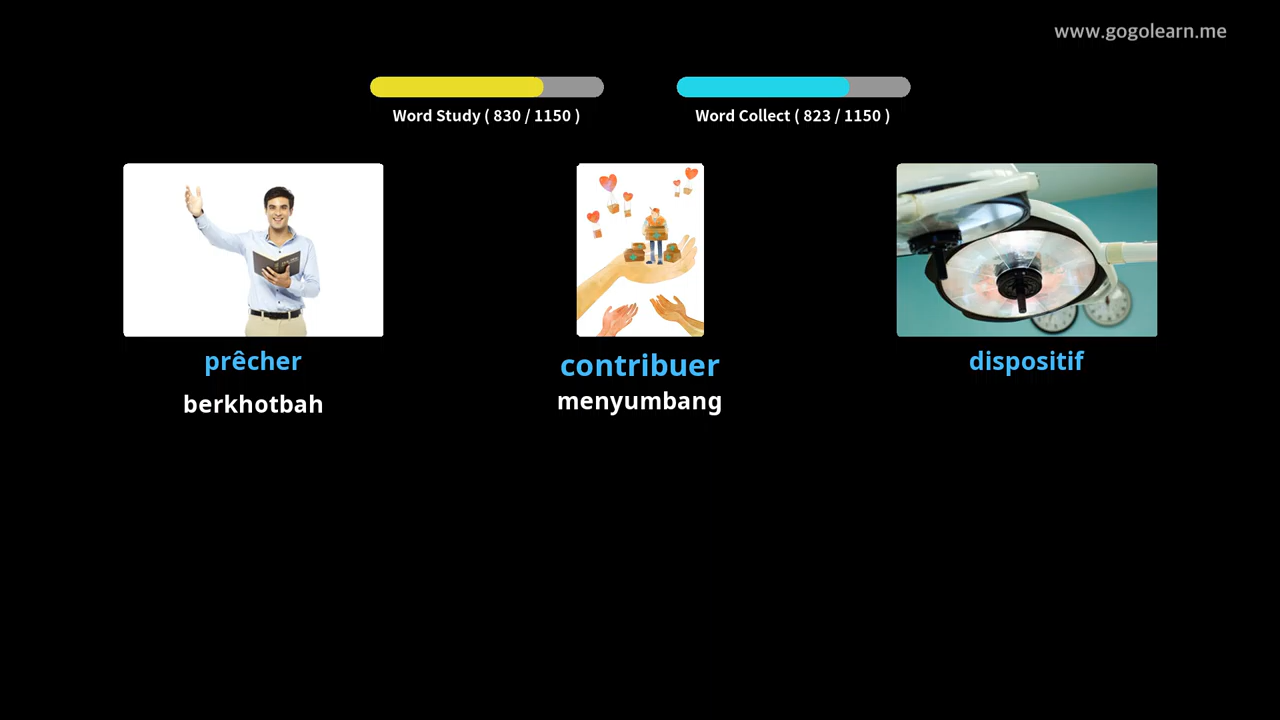 www.gogolearn.me
Word Study ( 830 / 1150 )
Word Collect ( 823 / 1150 )
prêcher
contribuer
dispositif
berkhotbah
menyumbang